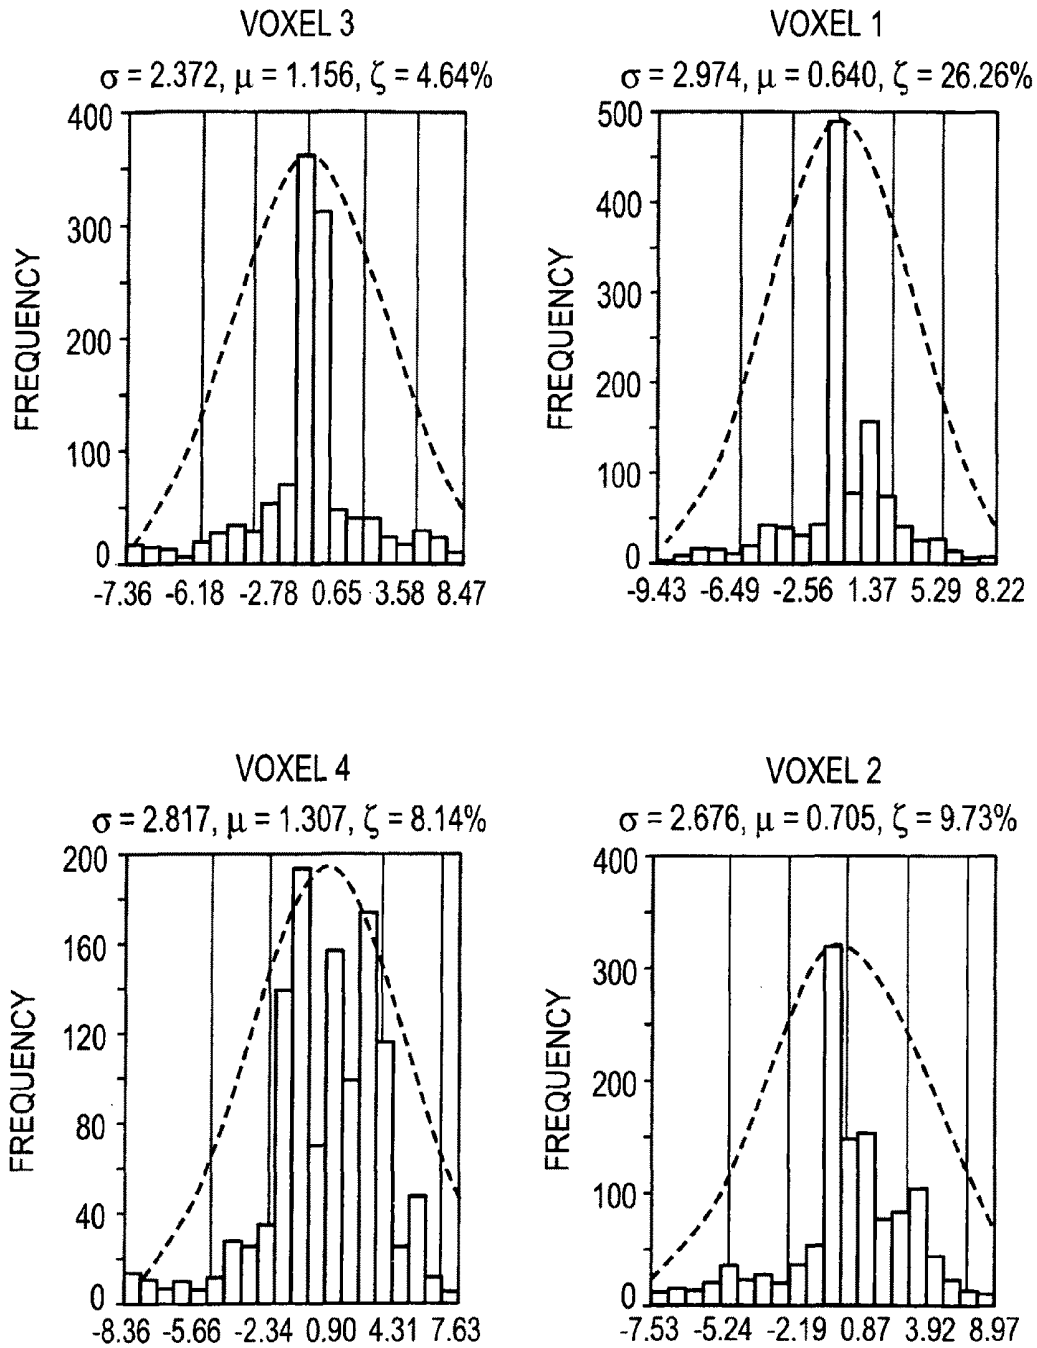 VOXEL 3
σ = 2.372, μ = 1.156, ζ = 4.64%
400
300
200
100
0
FREQUENCY
-7.36 -6.18 -2.78 0.65 3.58 8.47
VOXEL 1
σ = 2.974, μ = 0.640, ζ = 26.26%
500
400
300
200
100
0
FREQUENCY
-9.43 -6.49 -2.56 1.37 5.29 8.22
VOXEL 4
σ = 2.817, μ = 1.307, ζ = 8.14%
200
160
120
80
40
0
FREQUENCY
-8.36 -5.66 -2.34 0.90 4.31 7.63
VOXEL 2
σ = 2.676, μ = 0.705, ζ = 9.73%
400
300
200
100
0
FREQUENCY
-7.53 -5.24 -2.19 0.87 3.92 8.97